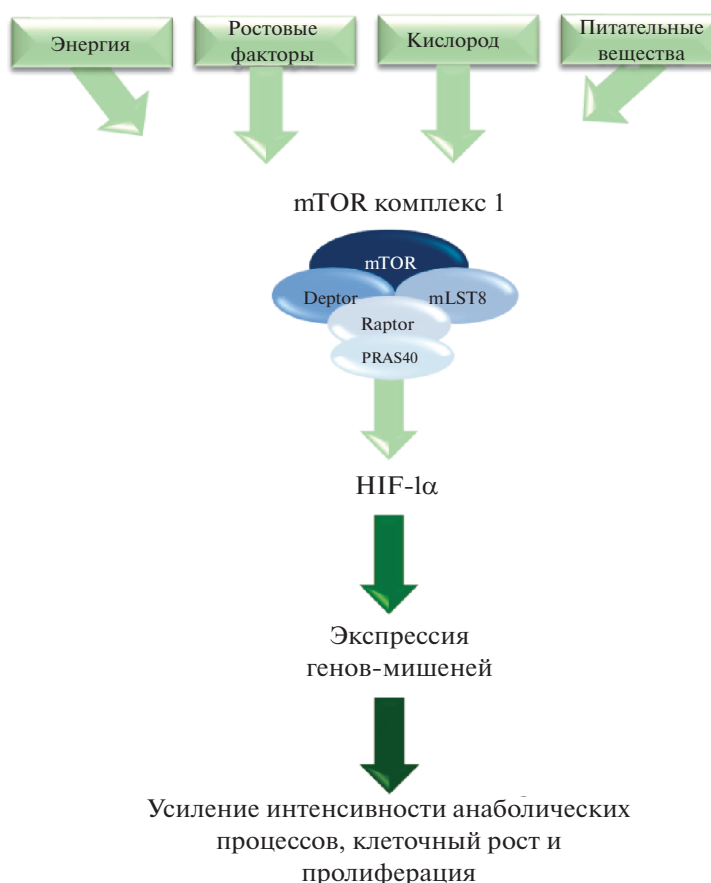 Энергия
Ростовые
факторы
Кислород
Питательные
вещества
mTOR комплекс 1
mTOR
Deptor
mLST8
Raptor
PRAS40
HIF-lα
Экспрессия
генов-мишеней
Усиление интенсивности анаболических
процессов, клеточный рост и
пролиферация